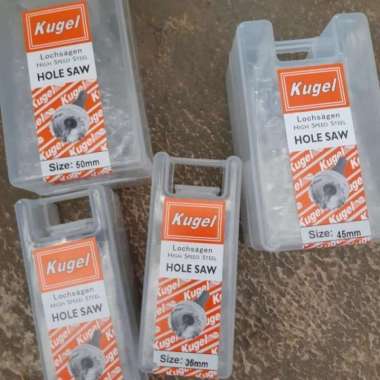 Kugel
Lochsägen
HIGH SPEED STEEL
HOLE SAW
Size: 50mm
Kugel
Lochsägen
HIGH SPEED STEEL
HOLE SAW
Size: 45mm
Kugel
Lochsägen
HIGH SPEED STEEL
HOLE SAW
Kugel
Lochsägen
HIGH SPEED STEEL
HOLE SAW
Size: 36mm